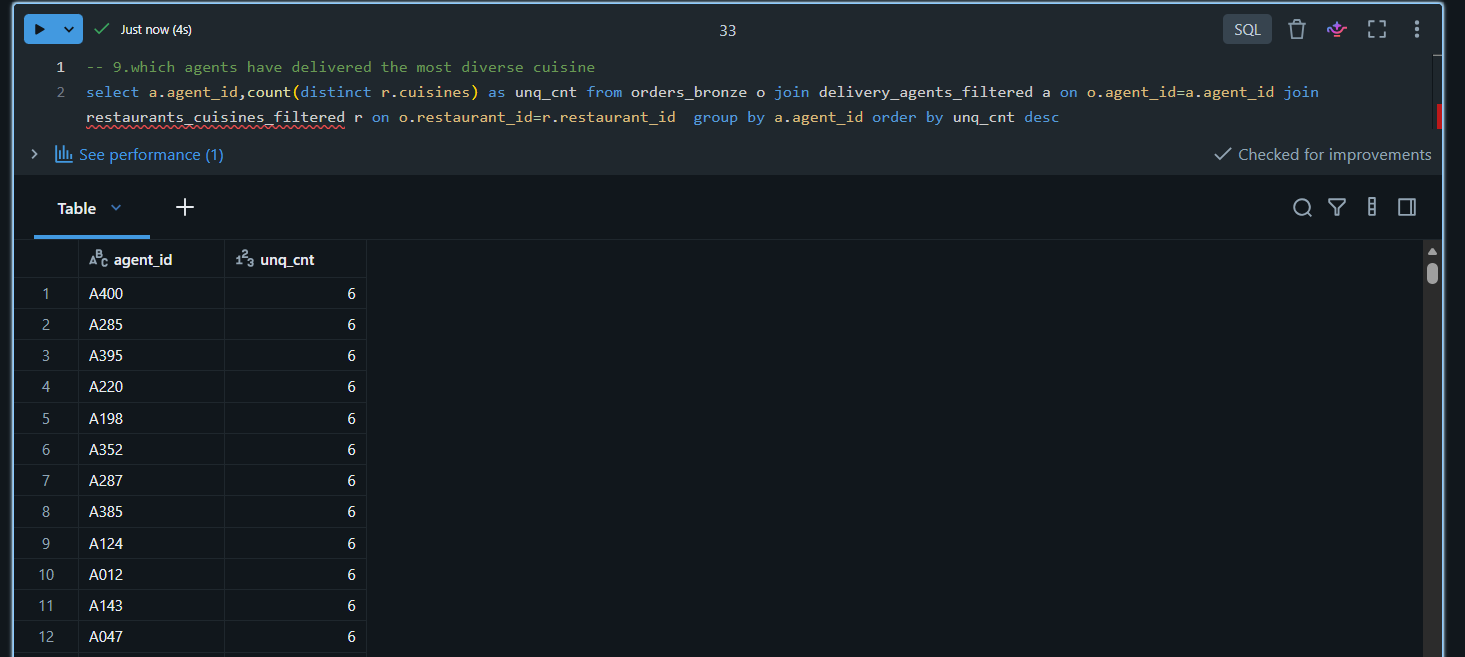 Just now (4s)
33
SQL
1 -- 9.which agents have delivered the most diverse cuisine
2 select a.agent_id,count(distinct r.cuisines) as unq_cnt from orders_bronze o join delivery_agents_filtered a on o.agent_id=a.agent_id join
restaurants_cuisines_filtered r on o.restaurant_id=r.restaurant_id  group by a.agent_id order by unq_cnt desc
See performance (1)
Checked for improvements
Table
agent_id 123 unq_cnt
1 A400 6
2 A285 6
3 A395 6
4 A220 6
5 A198 6
6 A352 6
7 A287 6
8 A385 6
9 A124 6
10 A012 6
11 A143 6
12 A047 6